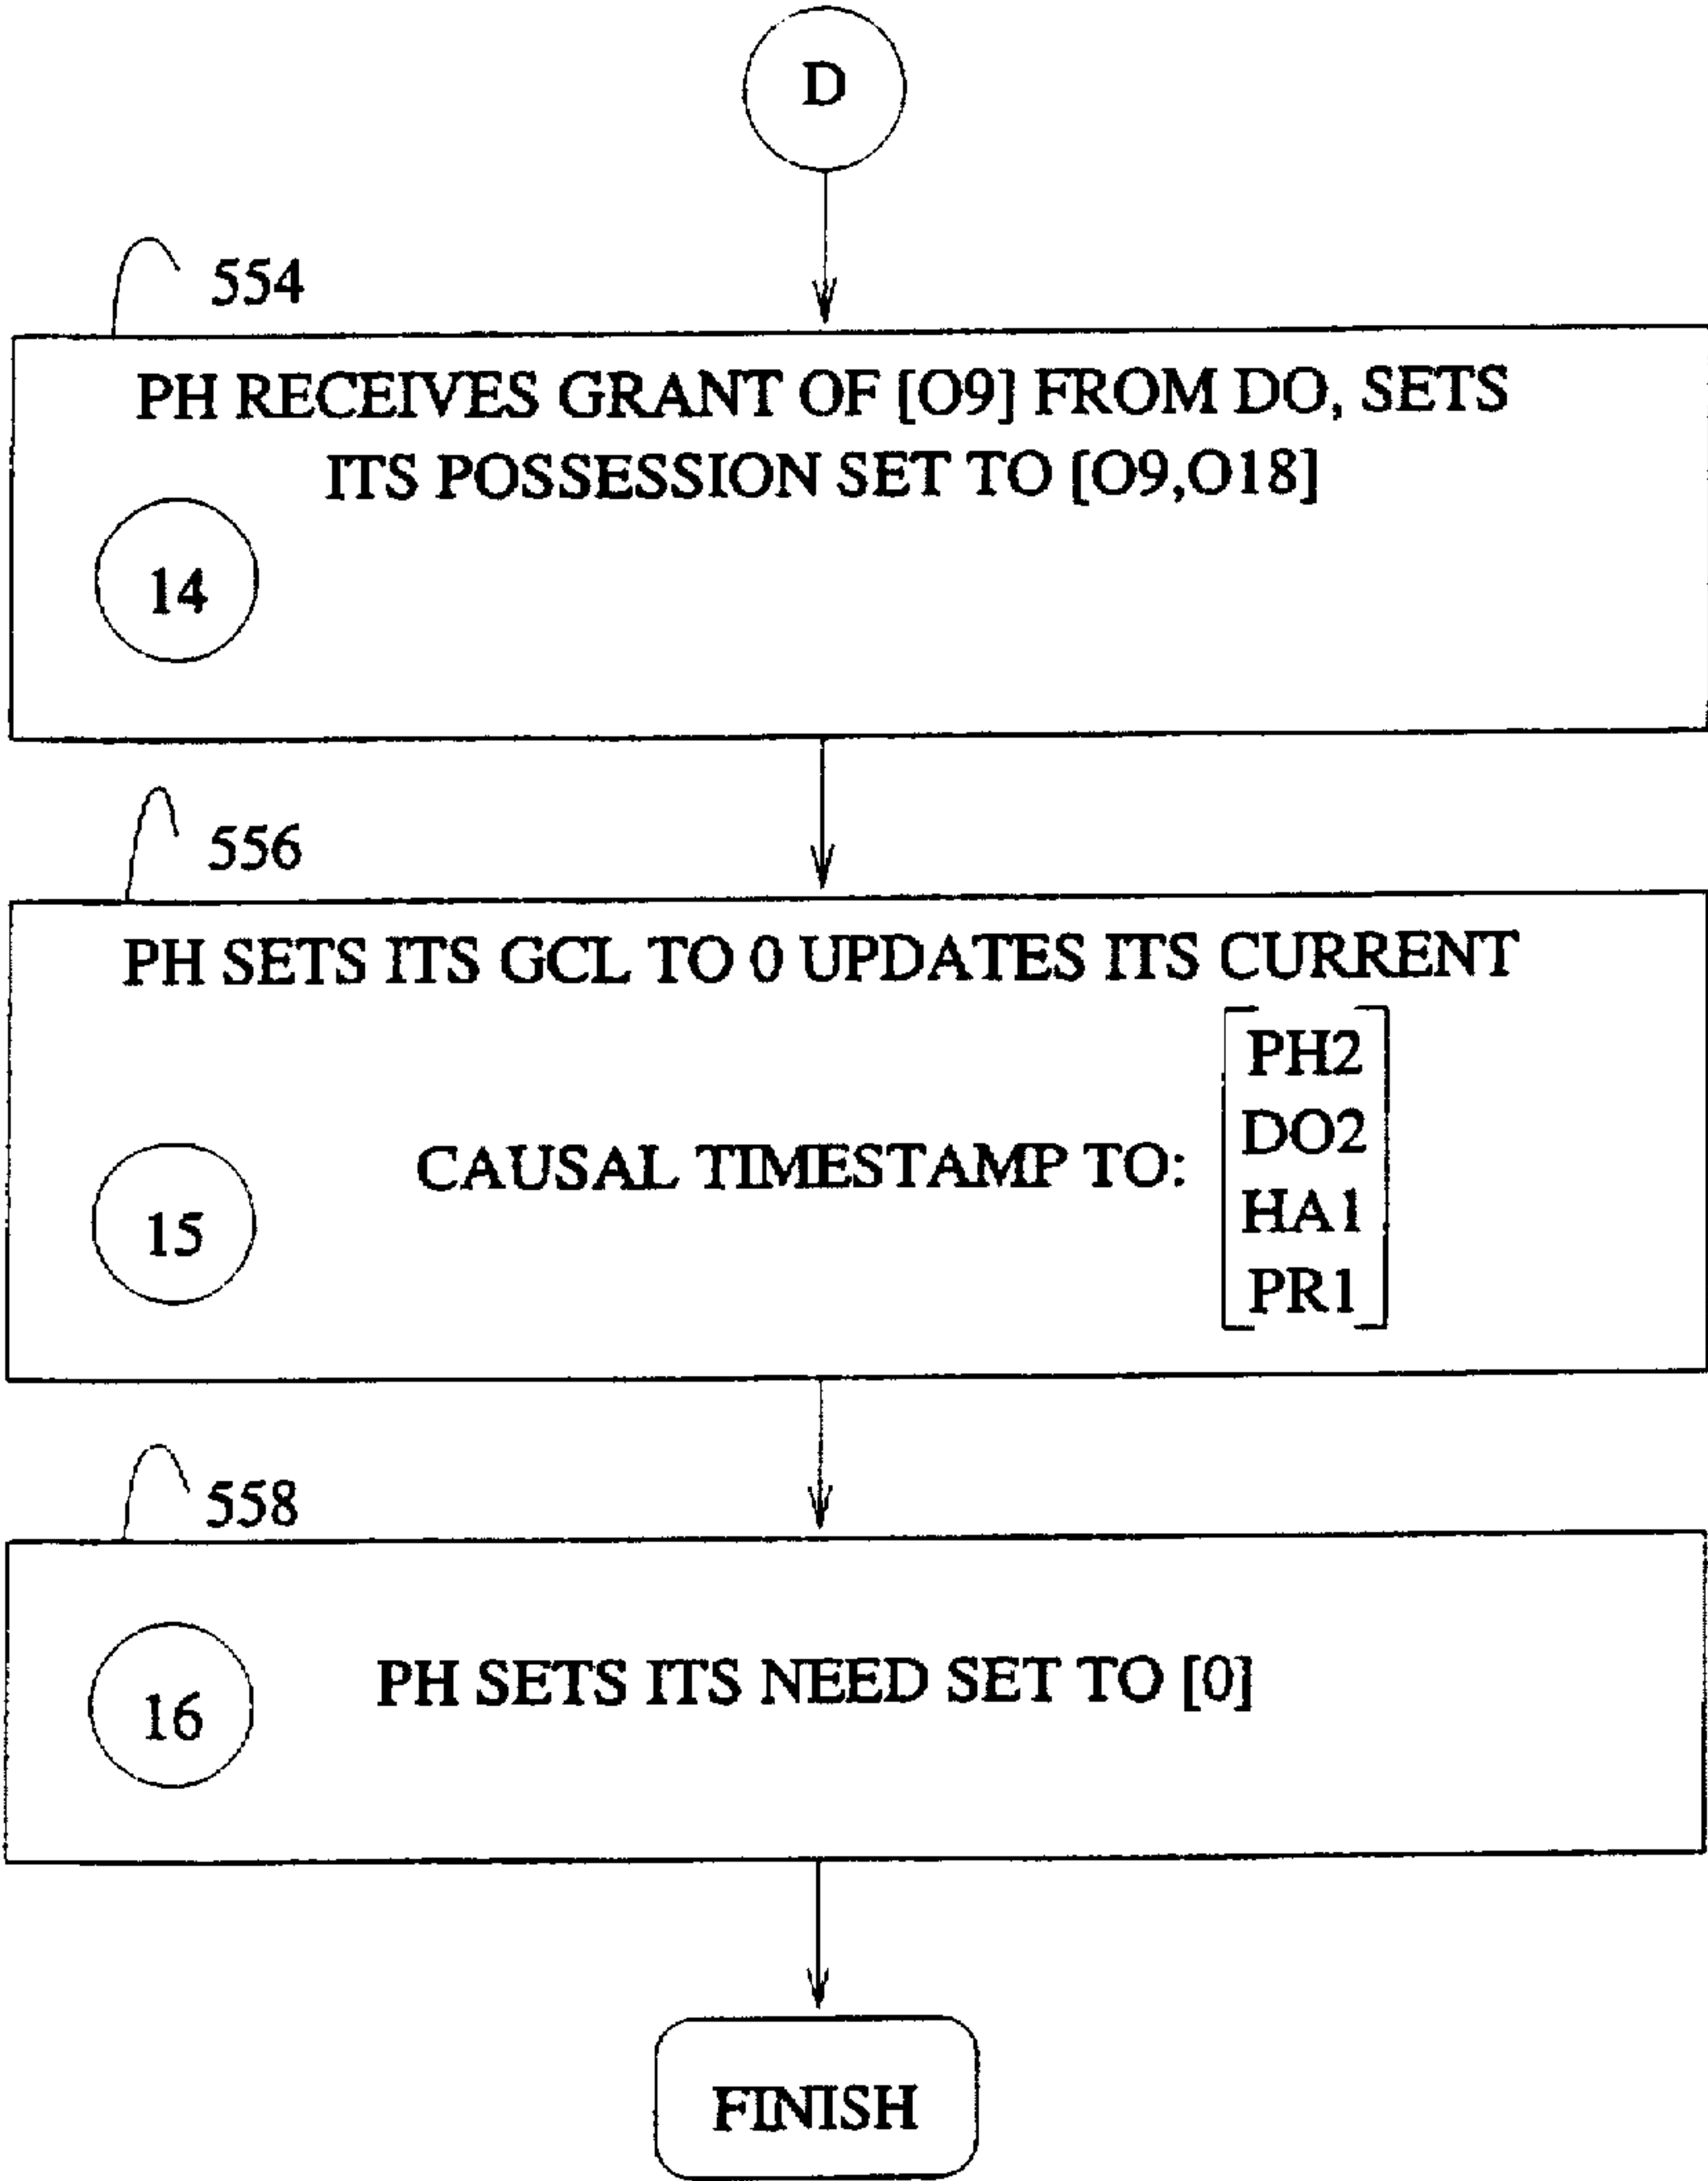 D
554
PH RECEIVES GRANT OF [O9] FROM DO, SETS
ITS POSSESSION SET TO [O9,O18]
14
556
PH SETS ITS GCL TO 0 UPDATES ITS CURRENT
PH2
DO2
CAUSAL TIMESTAMP TO:
HA1
15
PR1
558
PH SETS ITS NEED SET TO [0]
16
FINISH